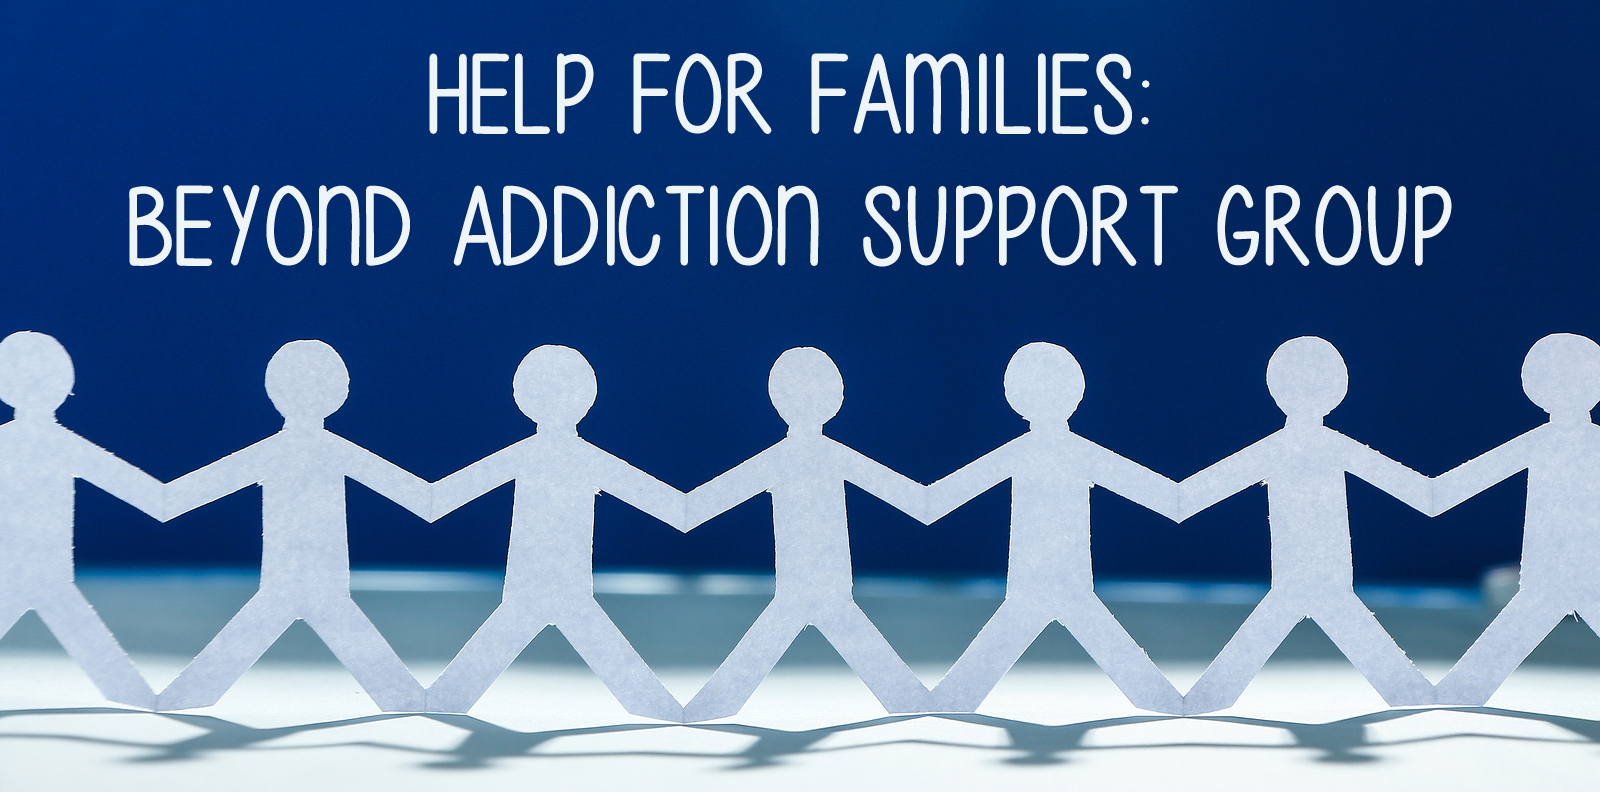 HELP FOR FAMILIES:
BEYOND ADDICTION SUPPORT GROUP